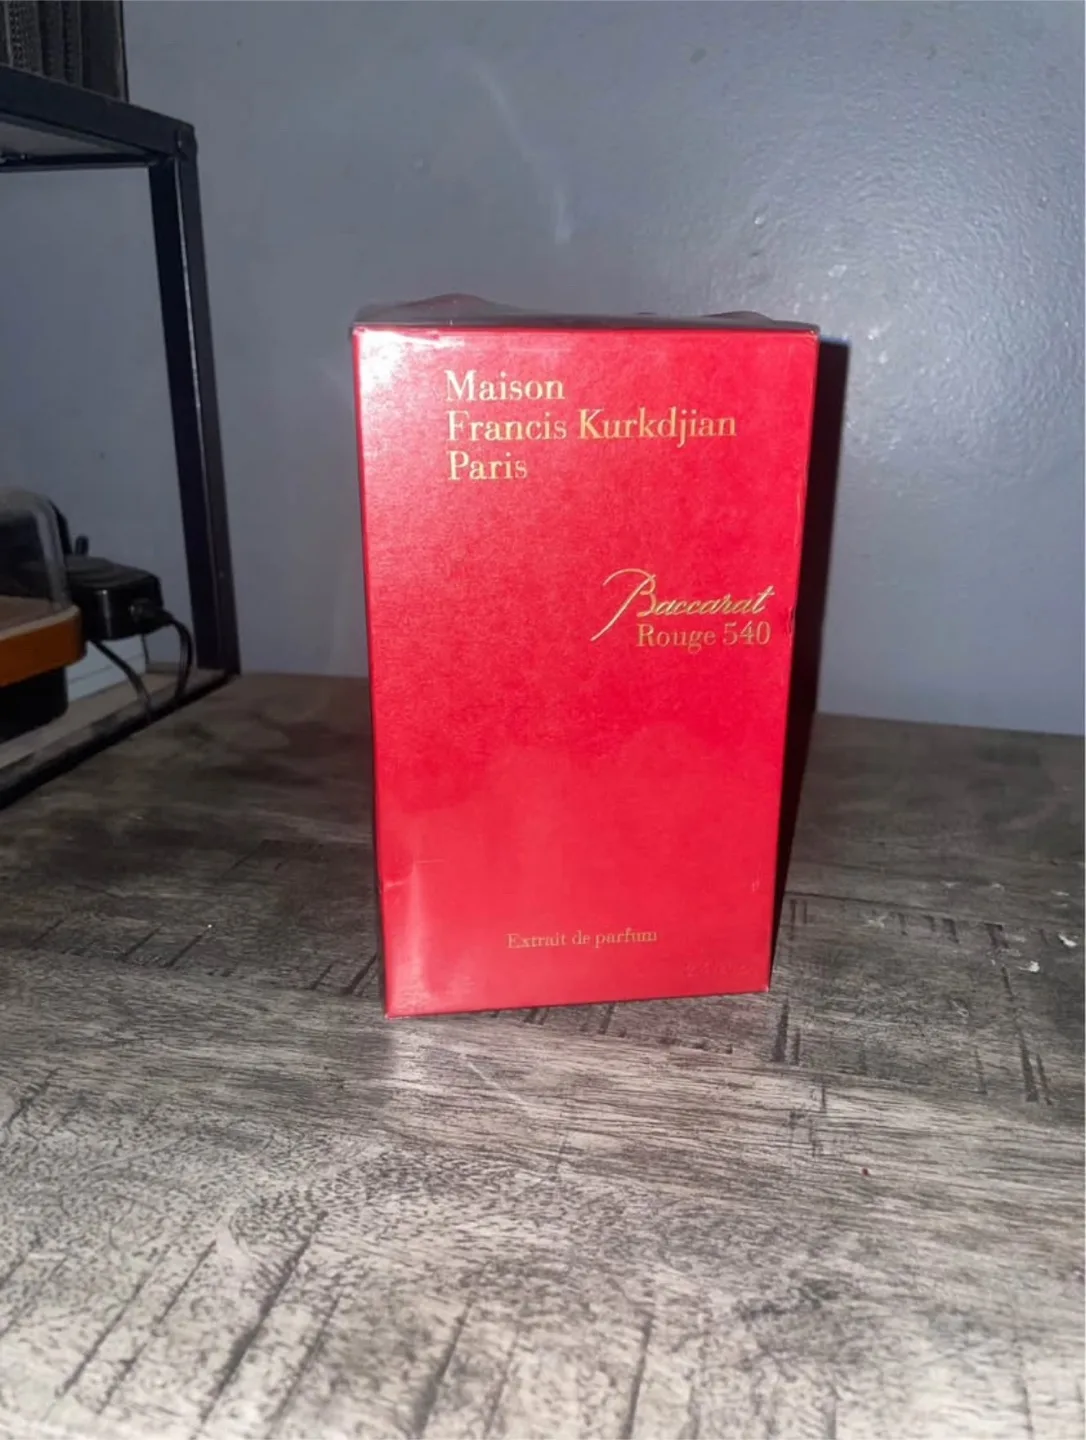 Maison
Francis Kurkdjian
Paris
Baccarat
Rouge 540
Extrait de parfum